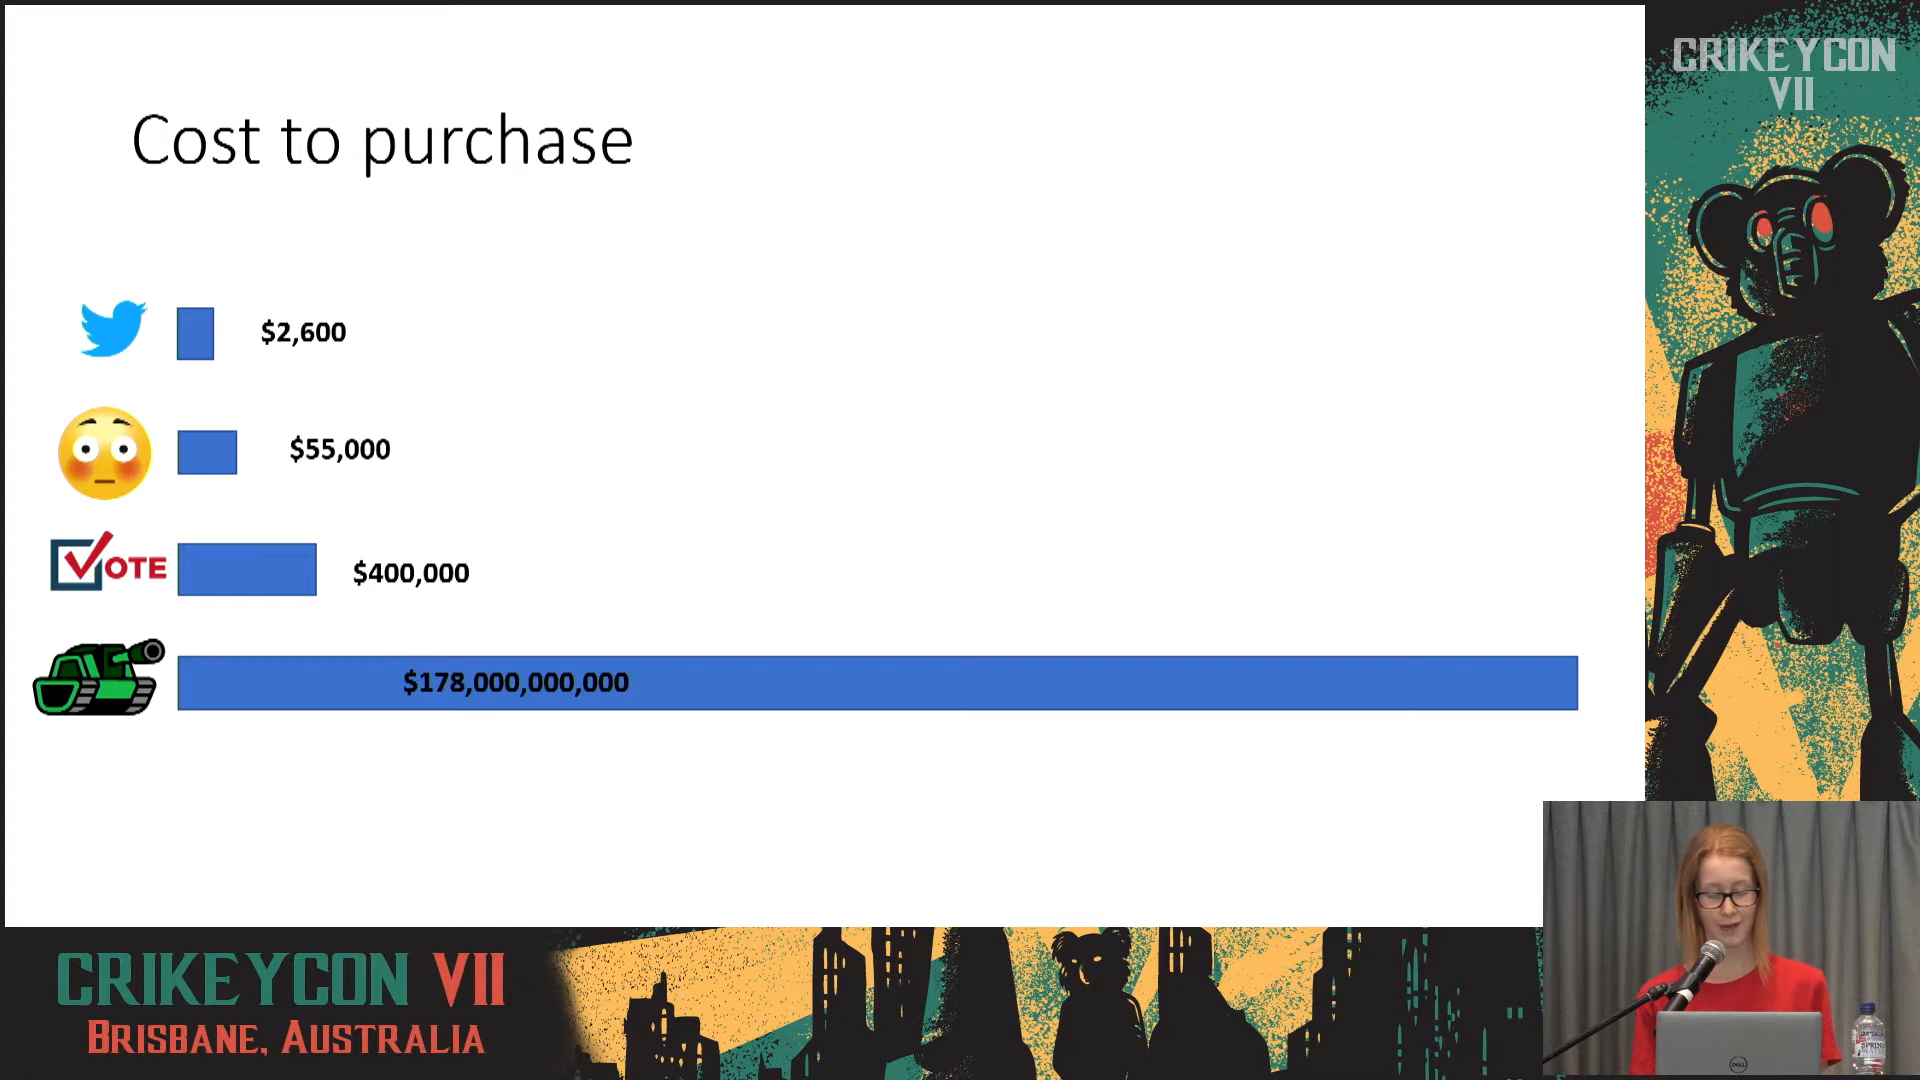 Cost to purchase
$2,600
$55,000
VOTE
$400,000
$178,000,000,000
CRIKEYCON
VII
CRIKEYCON VII
BRISBANE, AUSTRALIA
DELL